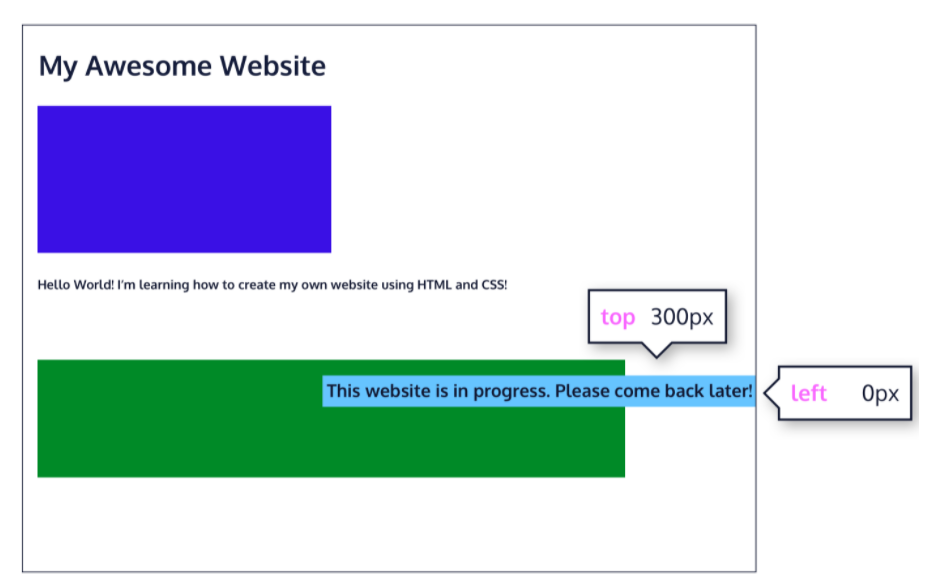 My Awesome Website
Hello World! I'm learning how to create my own website using HTML and CSS!
top 300px
This website is in progress. Please come back later!
left 0px